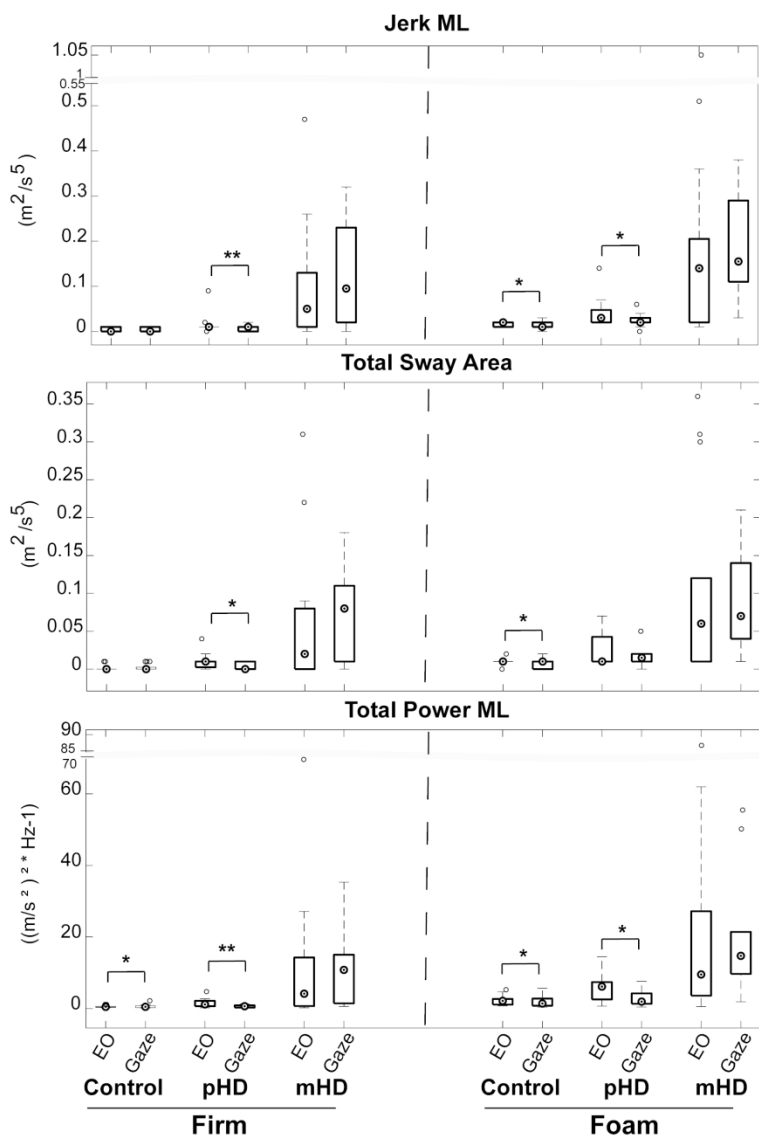 Jerk ML
1.05
1
0.55
0.5
0.4
0.3
0.2
0.1
0
(m²/s⁵)
** * *
Total Sway Area
0.35
0.3
0.25
0.2
0.15
0.1
0.05
0
(m²/s⁵)
* *
Total Power ML
90
85
70
60
40
20
0
((m/s²)² * Hz-1)
* ** * *
EO Gaze EO Gaze EO Gaze EO Gaze EO Gaze EO Gaze
Control pHD mHD Control pHD mHD
Firm Foam